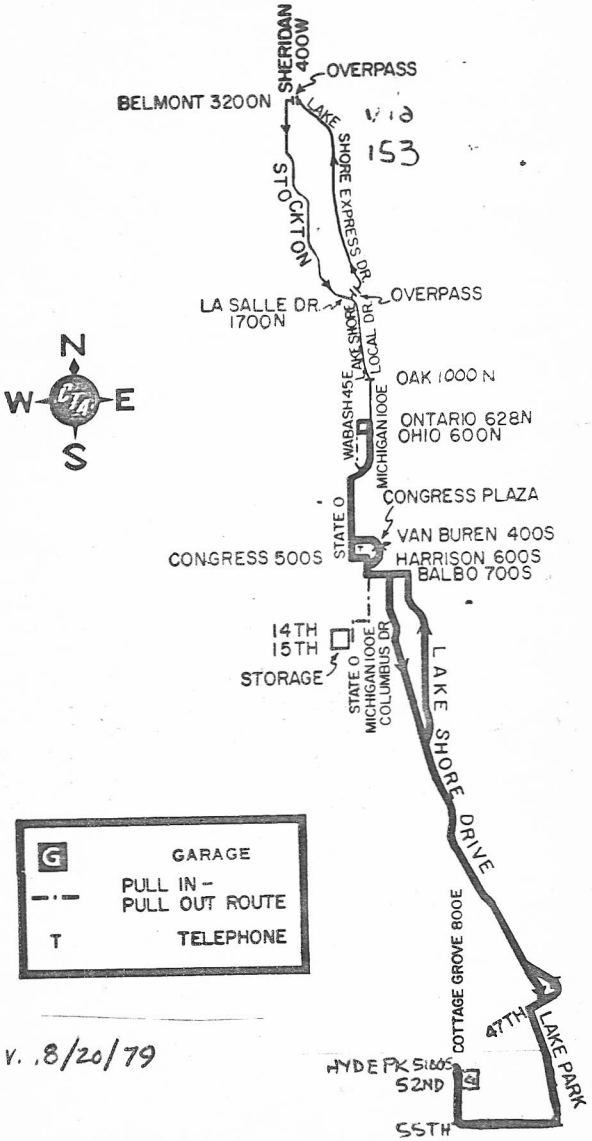 SHERIDAN
400W
OVERPASS
BELMONT 3200N
LAKE SHORE EXPRESS DR.
via
153
STOCKTON
LA SALLE DR.
1700N
OVERPASS
LAKE SHORE
LOCAL DR.
N
W CTA E
S
OAK 1000 N
WABASH 45E
MICHIGAN 100E
ONTARIO 628N
OHIO 600N
STATE 0
CONGRESS PLAZA
VAN BUREN 400S
CONGRESS 500S
T
HARRISON 600S
BALBO 700S
14TH
15TH
STORAGE
STATE 0
MICHIGAN 100E
COLUMBUS DR
LAKE SHORE DRIVE
G GARAGE
PULL IN -
PULL OUT ROUTE
T TELEPHONE
COTTAGE GROVE 800E
47TH
LAKE PARK
V. .8/20/79
HYDE PK 5100S
52ND
55TH